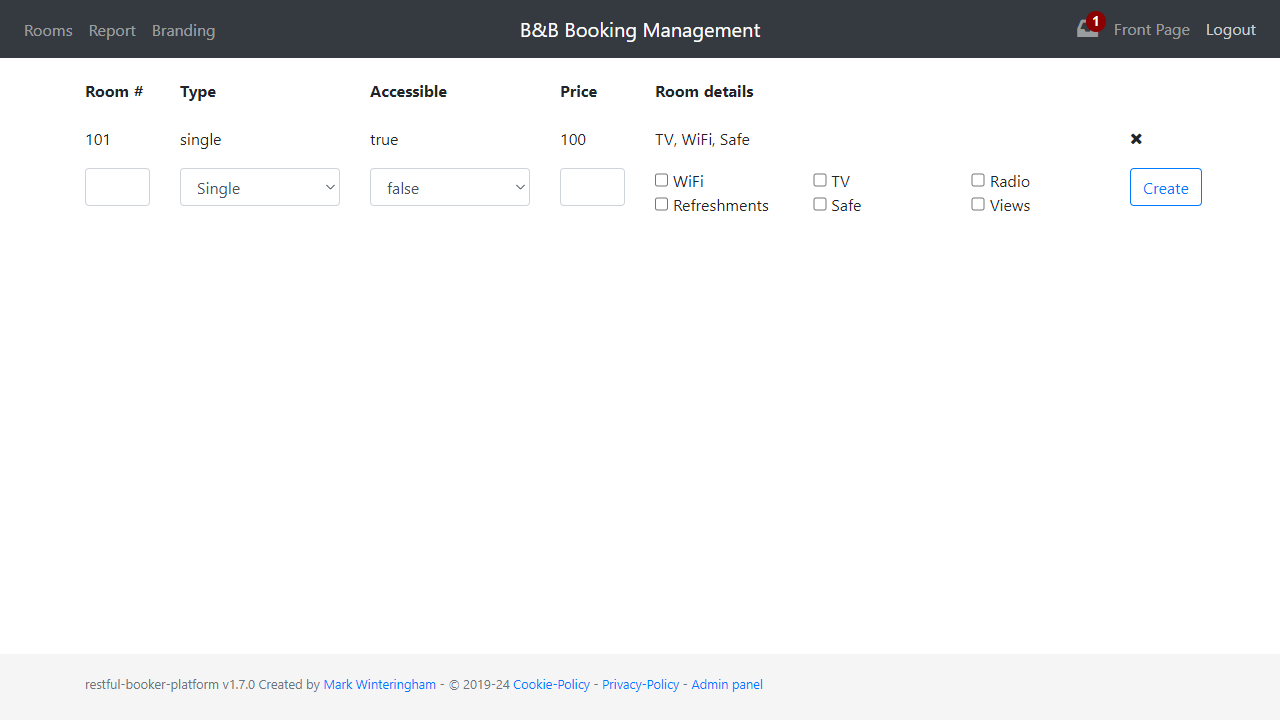 Rooms Report Branding B&B Booking Management 1 Front Page Logout
Room # Type Accessible Price Room details
101 single true 100 TV, WiFi, Safe
Single false WiFi TV Radio Create
Refreshments Safe Views
restful-booker-platform v1.7.0 Created by Mark Winteringham - © 2019-24 Cookie-Policy - Privacy-Policy - Admin panel